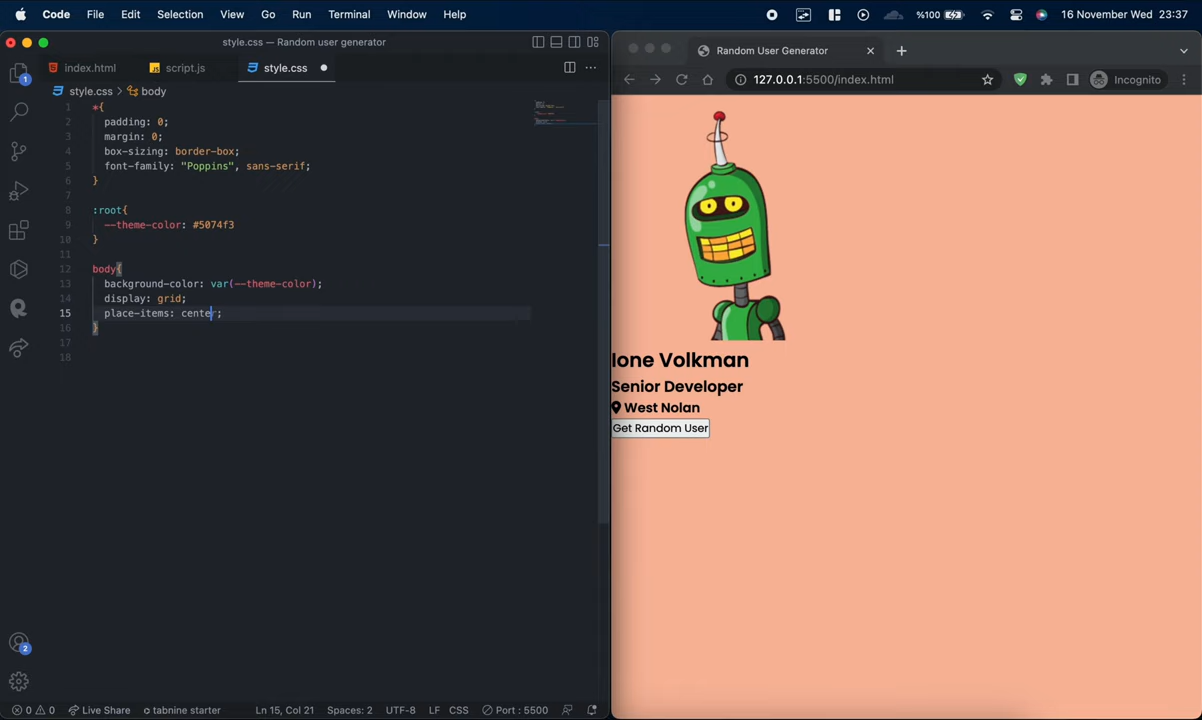 Code File Edit Selection View Go Run Terminal Window Help %100 16 November Wed 23:37
style.css — Random user generator
index.html script.js style.css
style.css > body
1 *{
2 padding: 0;
3 margin: 0;
4 box-sizing: border-box;
5 font-family: "Poppins", sans-serif;
6 }
7
8 :root{
9 --theme-color: #5074f3
10 }
11
12 body{
13 background-color: var(--theme-color);
14 display: grid;
15 place-items: center;
16 }
17
18
1
2
0 0 Live Share tabnine starter Ln 15, Col 21 Spaces: 2 UTF-8 LF CSS Port : 5500
Random User Generator
127.0.0.1:5500/index.html Incognito
Ione Volkman
Senior Developer
West Nolan
Get Random User